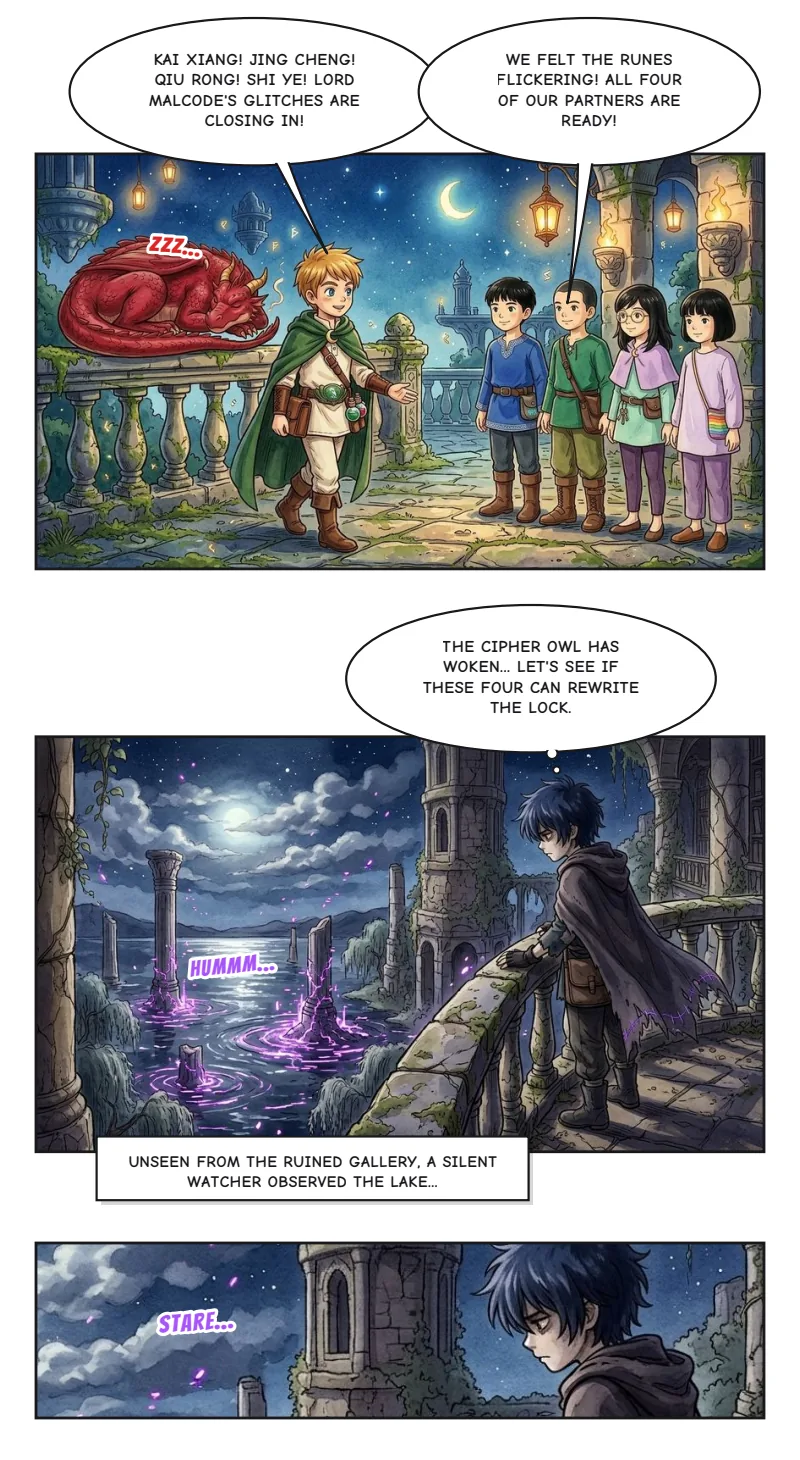 KAI XIANG! JING CHENG!
QIU RONG! SHI YE! LORD
MALCODE'S GLITCHES ARE
CLOSING IN!
WE FELT THE RUNES
FLICKERING! ALL FOUR
OF OUR PARTNERS ARE
READY!
ZZZ...
THE CIPHER OWL HAS
WOKEN... LET'S SEE IF
THESE FOUR CAN REWRITE
THE LOCK.
HUMMM...
UNSEEN FROM THE RUINED GALLERY, A SILENT
WATCHER OBSERVED THE LAKE...
STARE...